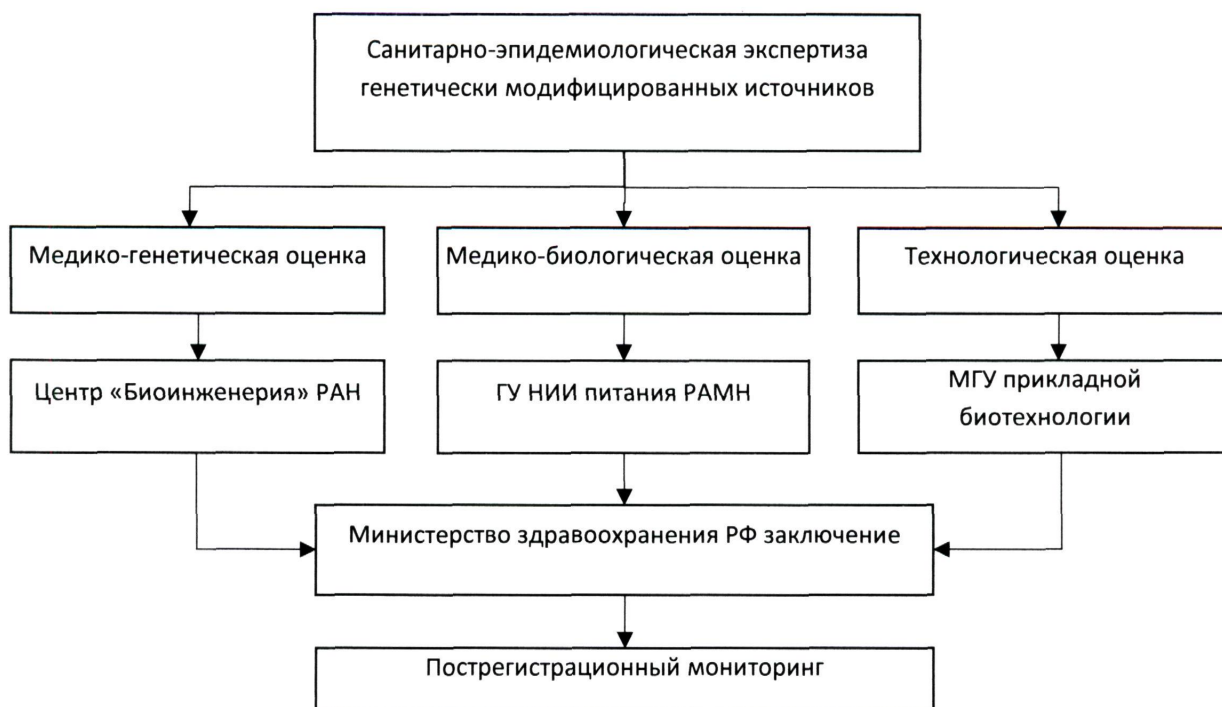 Санитарно-эпидемиологическая экспертиза
генетически модифицированных источников
Медико-генетическая оценка
Медико-биологическая оценка
Технологическая оценка
Центр «Биоинженерия» РАН
ГУ НИИ питания РАМН
МГУ прикладной
биотехнологии
Министерство здравоохранения РФ заключение
Пострегистрационный мониторинг